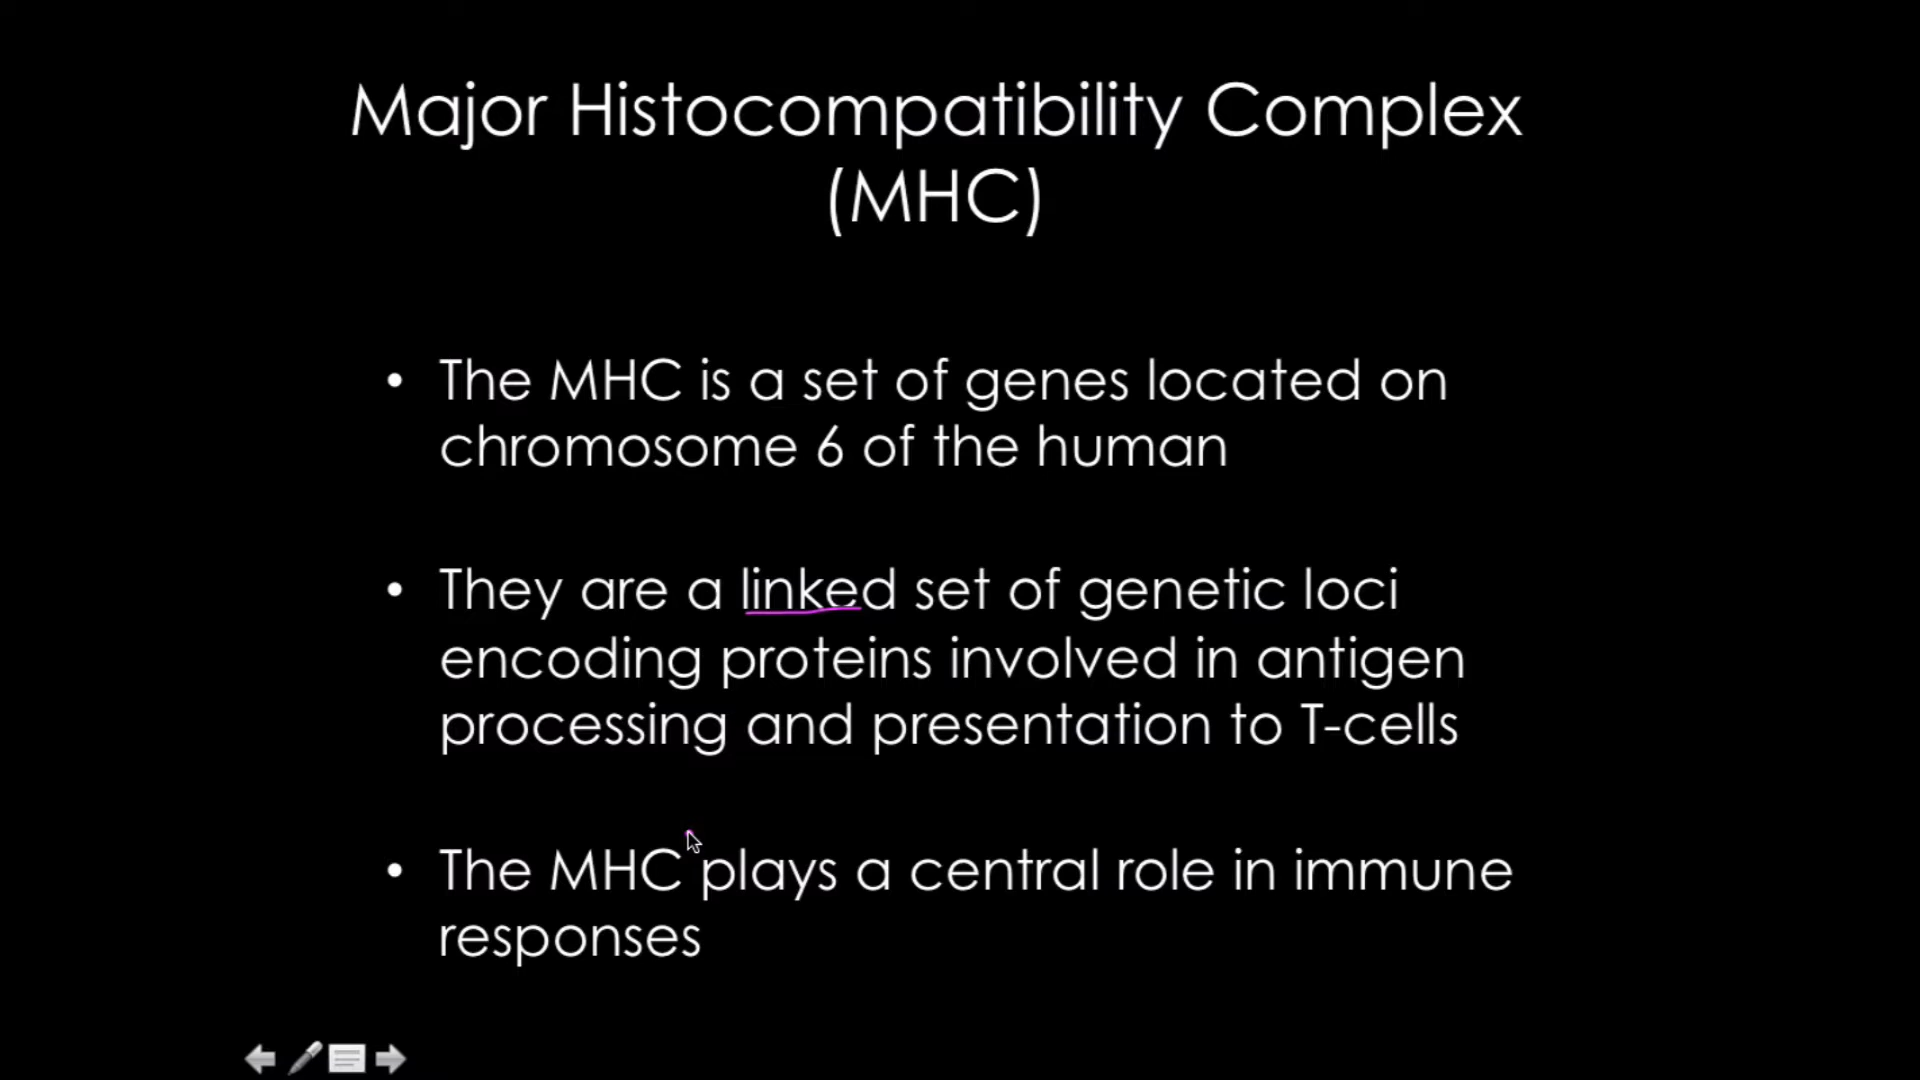 Major Histocompatibility Complex
(MHC)
• The MHC is a set of genes located on
chromosome 6 of the human
• They are a linked set of genetic loci
encoding proteins involved in antigen
processing and presentation to T-cells
• The MHC plays a central role in immune
responses